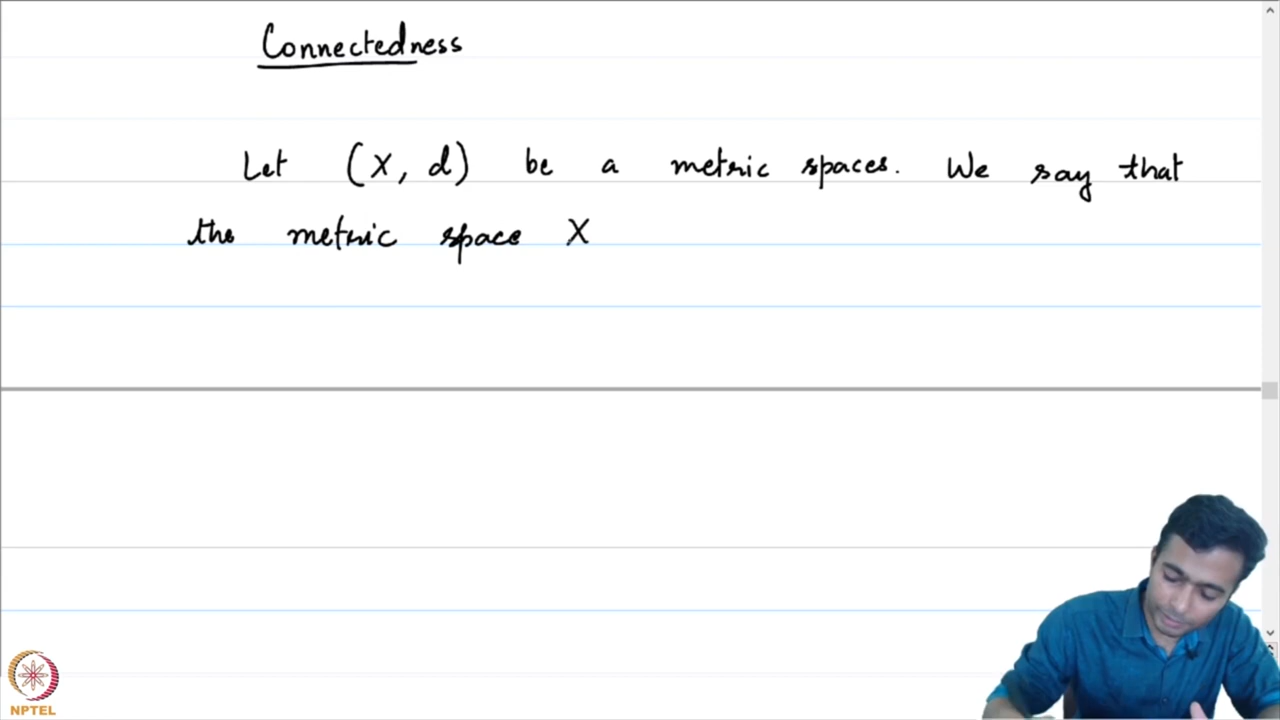 Connectedness
Let (X, d) be a metric spaces. We say that
the metric space X
NPTEL